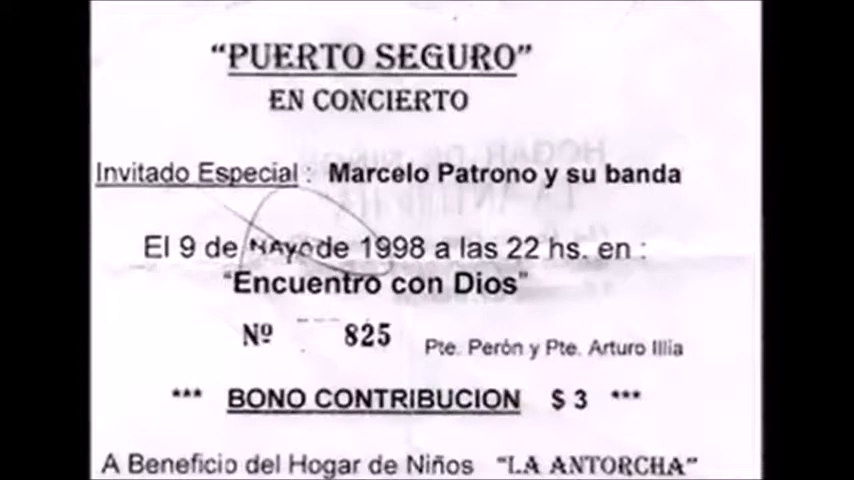 “PUERTO SEGURO”
EN CONCIERTO
Invitado Especial : Marcelo Patrono y su banda
El 9 de MAYO de 1998 a las 22 hs. en :
“Encuentro con Dios”
Nº 825 Pte. Perón y Pte. Arturo Illia
*** BONO CONTRIBUCION $ 3 ***
A Beneficio del Hogar de Niños “LA ANTORCHA”